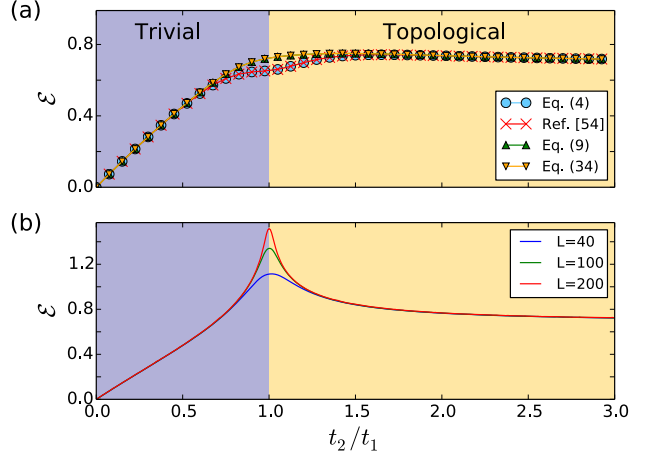 (a)
Trivial
Topological
0.8
0.4
0.0
ℰ
Eq. (4)
Ref. [54]
Eq. (9)
Eq. (34)
(b)
1.2
0.8
0.4
0.0
ℰ
L=40
L=100
L=200
0.0 0.5 1.0 1.5 2.0 2.5 3.0
t₂/t₁